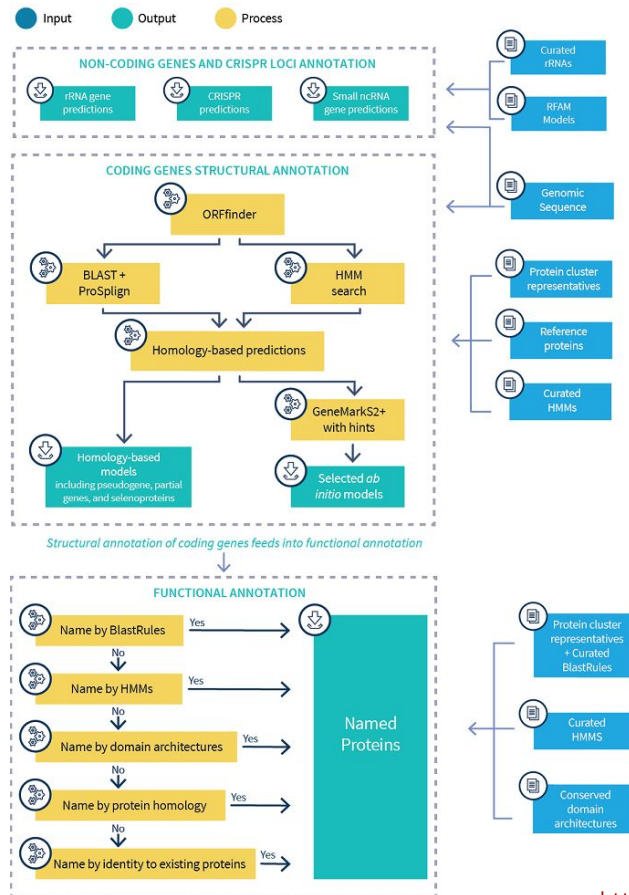 Input
Output
Process
NON-CODING GENES AND CRISPR LOCI ANNOTATION
rRNA gene
predictions
CRISPR
predictions
Small ncRNA
gene predictions
Curated
rRNAs
RFAM
Models
Genomic
Sequence
CODING GENES STRUCTURAL ANNOTATION
ORFfinder
BLAST +
ProSplign
HMM
search
Homology-based predictions
GeneMarkS2+
with hints
Homology-based
models
including pseudogene, partial
genes, and selenoproteins
Selected ab
initio models
Protein cluster
representatives
Reference
proteins
Curated
HMMs
Structural annotation of coding genes feeds into functional annotation
FUNCTIONAL ANNOTATION
Name by BlastRules
Yes
No
Name by HMMs
Yes
No
Name by domain architectures
Yes
No
Name by protein homology
Yes
No
Name by identity to existing proteins
Yes
Named
Proteins
Protein cluster
representatives
+ Curated
BlastRules
Curated
HMMS
Conserved
domain
architectures